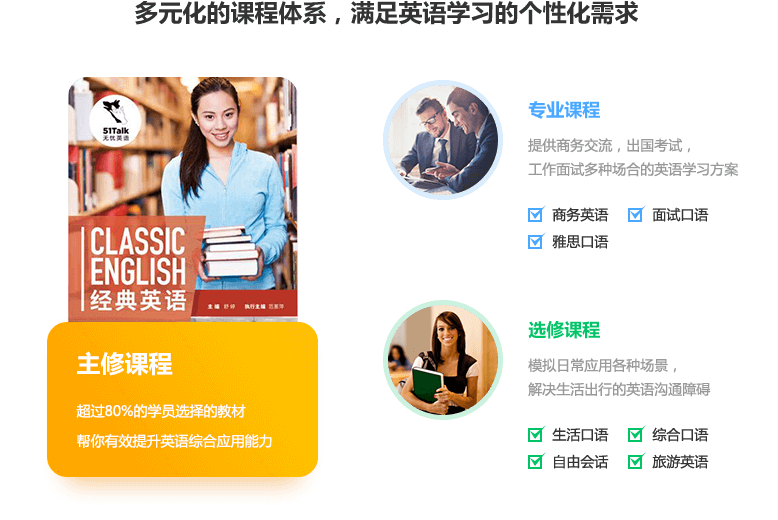 多元化的课程体系，满足英语学习的个性化需求
51Talk
无忧英语
CLASSIC
ENGLISH
经典英语
主编 舒婷 执行主编 范美萍
主修课程
超过80%的学员选择的教材
帮你有效提升英语综合应用能力
专业课程
提供商务交流，出国考试，
工作面试多种场合的英语学习方案
商务英语 面试口语
雅思口语
选修课程
模拟日常应用各种场景，
解决生活出行的英语沟通障碍
生活口语 综合口语
自由会话 旅游英语